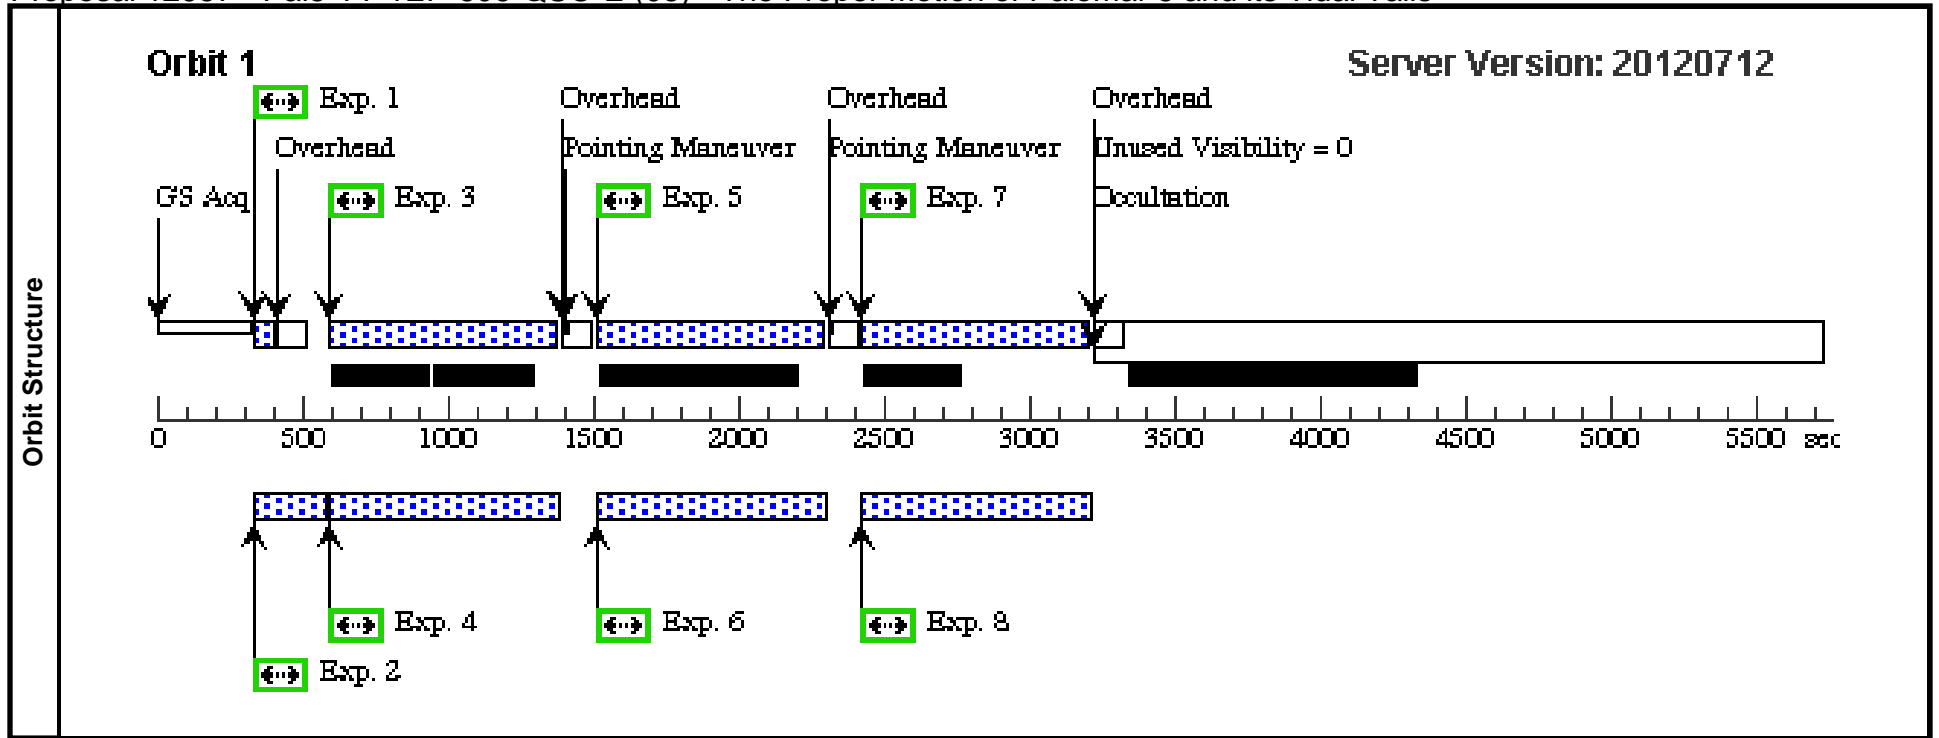 Orbit 1
Server Version: 20120712
Exp. 1
Overhead
Overhead
Overhead
Overhead
Pointing Maneuver
Pointing Maneuver
Unused Visibility = 0
GS Acq
Exp. 3
Exp. 5
Exp. 7
Occultation
Orbit Structure
0 500 1000 1500 2000 2500 3000 3500 4000 4500 5000 5500 sec
Exp. 4
Exp. 6
Exp. 8
Exp. 2